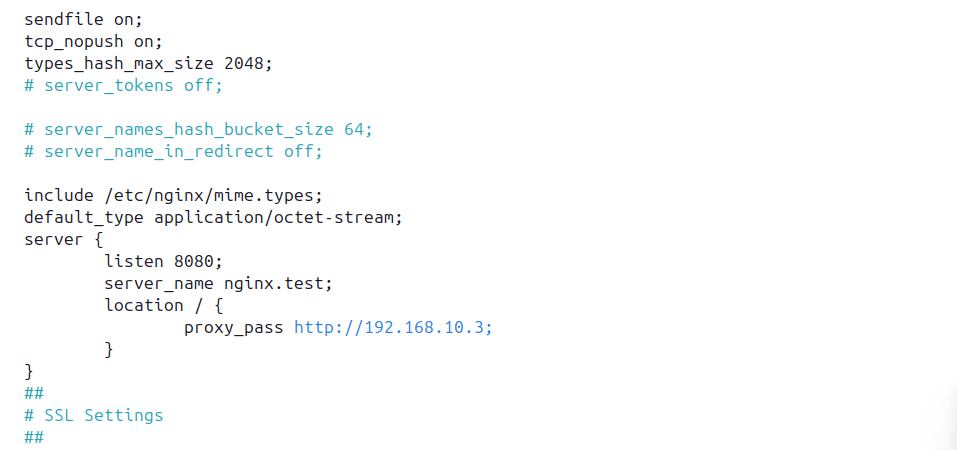 sendfile on;
tcp_nopush on;
types_hash_max_size 2048;
# server_tokens off;
# server_names_hash_bucket_size 64;
# server_name_in_redirect off;
include /etc/nginx/mime.types;
default_type application/octet-stream;
server {
listen 8080;
server_name nginx.test;
location / {
proxy_pass http://192.168.10.3;
}
}
##
# SSL Settings
##